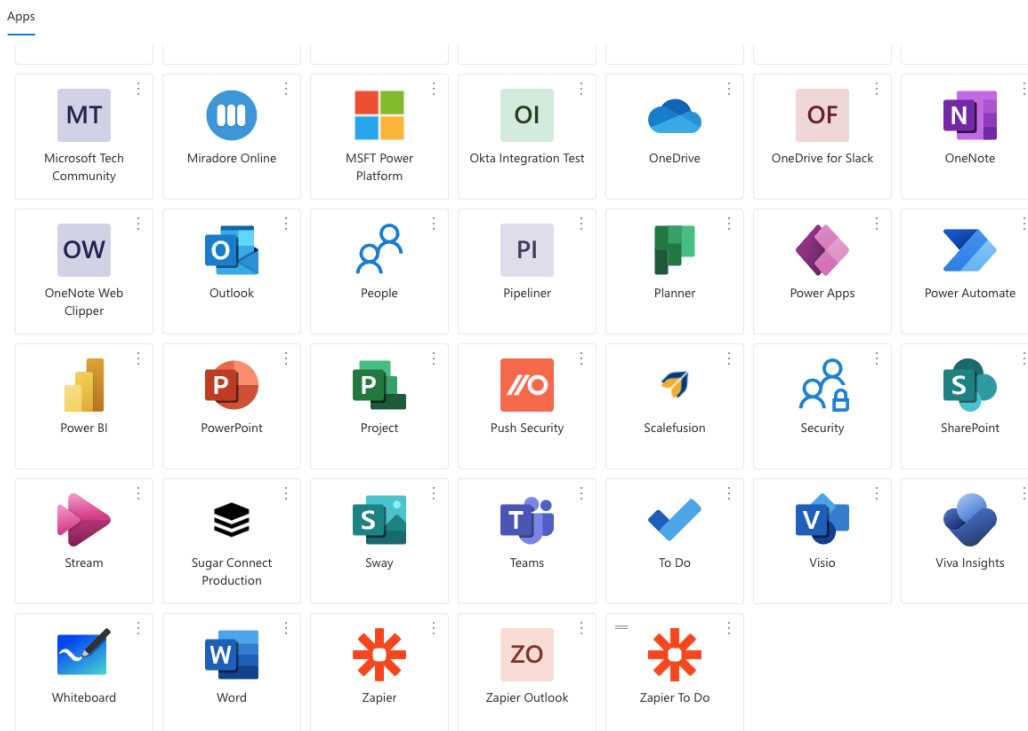 Apps
MT
OI
OF
N
Microsoft Tech
Community
Miradore Online
MSFT Power
Platform
Okta Integration Test
OneDrive
OneDrive for Slack
OneNote
OW
O
PI
OneNote Web
Clipper
Outlook
People
Pipeliner
Planner
Power Apps
Power Automate
P
P
S
Power BI
PowerPoint
Project
Push Security
Scalefusion
Security
SharePoint
S
T
V
Stream
Sugar Connect
Production
Sway
Teams
To Do
Visio
Viva Insights
W
ZO
Whiteboard
Word
Zapier
Zapier Outlook
Zapier To Do